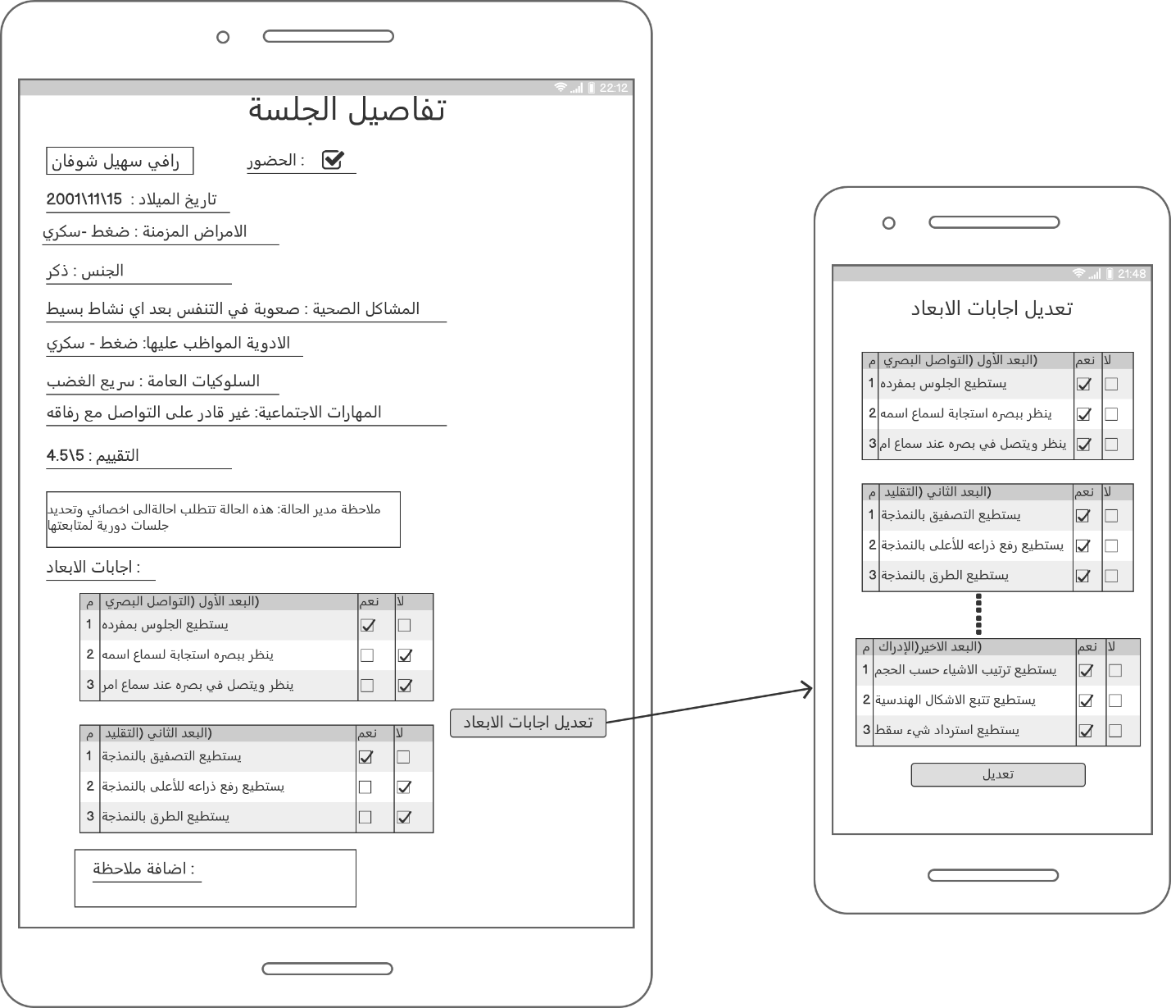 22:12
تفاصيل الجلسة
رافي سهيل شوفان
الحضور :
تاريخ الميلاد : 2001\11\15
الامراض المزمنة : ضغط -سكري
الجنس : ذكر
المشاكل الصحية : صعوبة في التنفس بعد اي نشاط بسيط
الادوية المواظب عليها: ضغط - سكري
السلوكيات العامة : سريع الغضب
المهارات الاجتماعية: غير قادر على التواصل مع رفاقه
التقييم : 4.5\5
ملاحظة مدير الحالة: هذه الحالة تتطلب احالةالى اخصائي وتحديد
جلسات دورية لمتابعتها
اجابات الابعاد :
م البعد الأول (التواصل البصري) نعم لا
1 يستطيع الجلوس بمفرده
2 ينظر ببصره استجابة لسماع اسمه
3 ينظر ويتصل في بصره عند سماع امر
م البعد الثاني (التقليد) نعم لا
1 يستطيع التصفيق بالنمذجة
2 يستطيع رفع ذراعه للأعلى بالنمذجة
3 يستطيع الطرق بالنمذجة
اضافة ملاحظة :
تعديل اجابات الابعاد
21:48
تعديل اجابات الابعاد
م البعد الأول (التواصل البصري) نعم لا
1 يستطيع الجلوس بمفرده
2 ينظر ببصره استجابة لسماع اسمه
3 ينظر ويتصل في بصره عند سماع ام
م البعد الثاني (التقليد) نعم لا
1 يستطيع التصفيق بالنمذجة
2 يستطيع رفع ذراعه للأعلى بالنمذجة
3 يستطيع الطرق بالنمذجة
م البعد الاخير(الإدراك) نعم لا
1 يستطيع ترتيب الاشياء حسب الحجم
2 يستطيع تتبع الاشكال الهندسية
3 يستطيع استرداد شيء سقط
تعديل